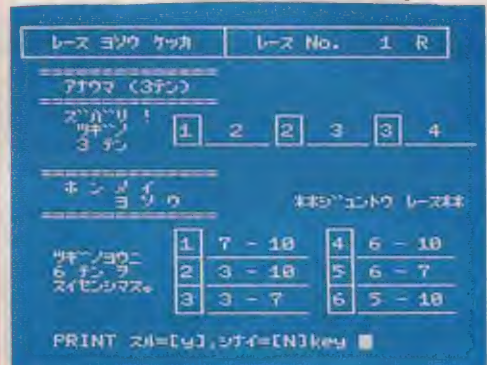 レース ヨソウ ケッカ レース No. 1 R
アナウマ (3テン)
ズバリ !
ツギノ
3 テン
1 2 2 3 3 4
ホンメイ
ヨソウ
**ジュントウ レース**
ツギノヨウニ
6 テン ヲ
スイセンシマス。
1 7 - 10 4 6 - 10
2 3 - 10 5 6 - 7
3 3 - 7 6 5 - 10
PRINT スル=[y],シナイ=[N]key